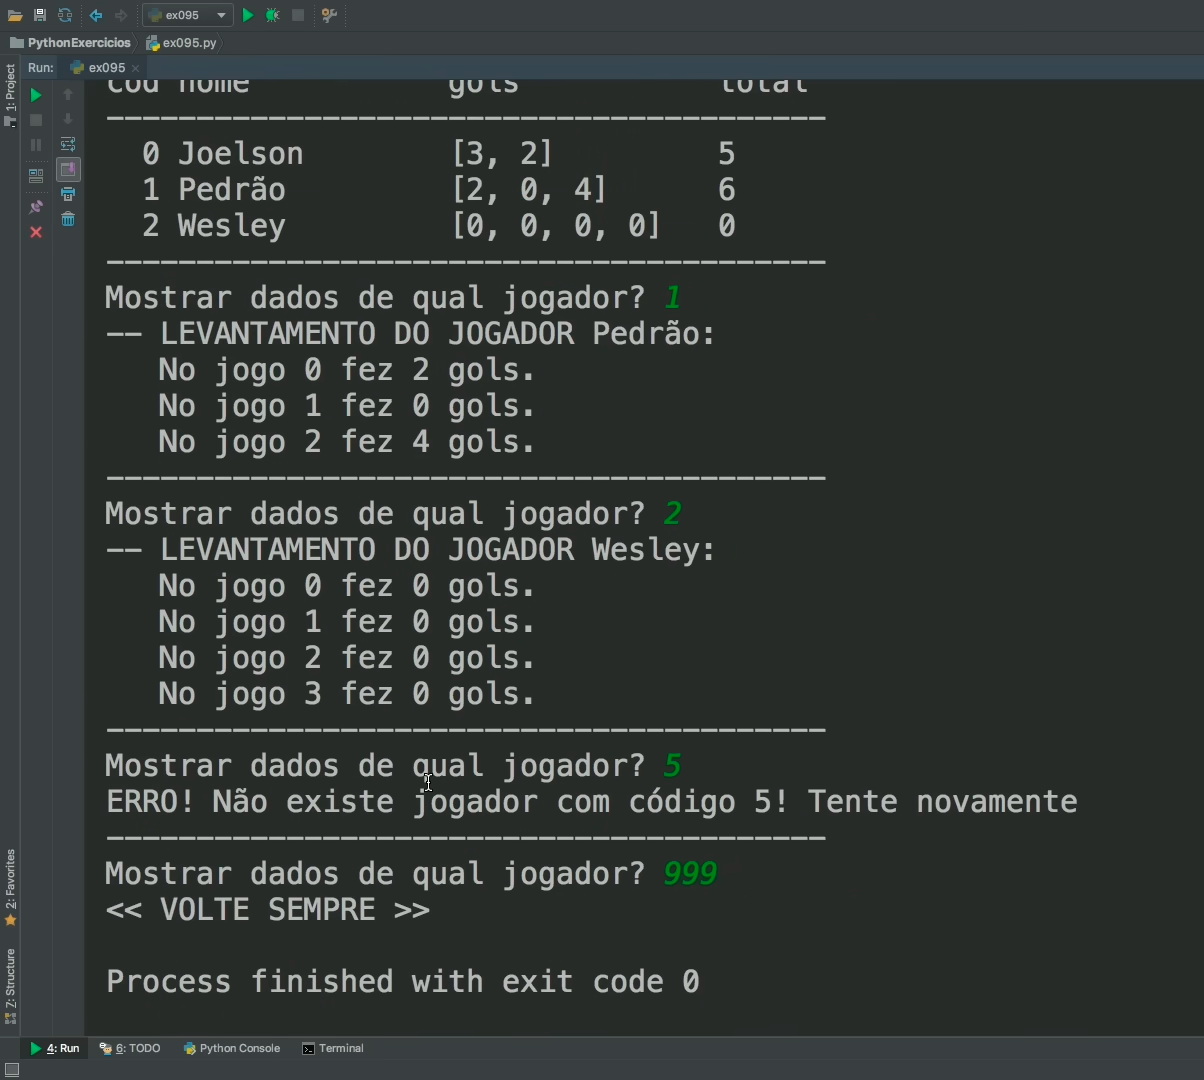 ex095
PythonExercicios
ex095.py
Run:
ex095
1: Project
cod nome gols total
----------------------------------------
0 Joelson [3, 2] 5
1 Pedrão [2, 0, 4] 6
2 Wesley [0, 0, 0, 0] 0
----------------------------------------
Mostrar dados de qual jogador? 1
-- LEVANTAMENTO DO JOGADOR Pedrão:
No jogo 0 fez 2 gols.
No jogo 1 fez 0 gols.
No jogo 2 fez 4 gols.
----------------------------------------
Mostrar dados de qual jogador? 2
-- LEVANTAMENTO DO JOGADOR Wesley:
No jogo 0 fez 0 gols.
No jogo 1 fez 0 gols.
No jogo 2 fez 0 gols.
No jogo 3 fez 0 gols.
----------------------------------------
Mostrar dados de qual jogador? 5
ERRO! Não existe jogador com código 5! Tente novamente
----------------------------------------
Mostrar dados de qual jogador? 999
<< VOLTE SEMPRE >>
Process finished with exit code 0
2: Favorites
7: Structure
4: Run
6: TODO
Python Console
Terminal